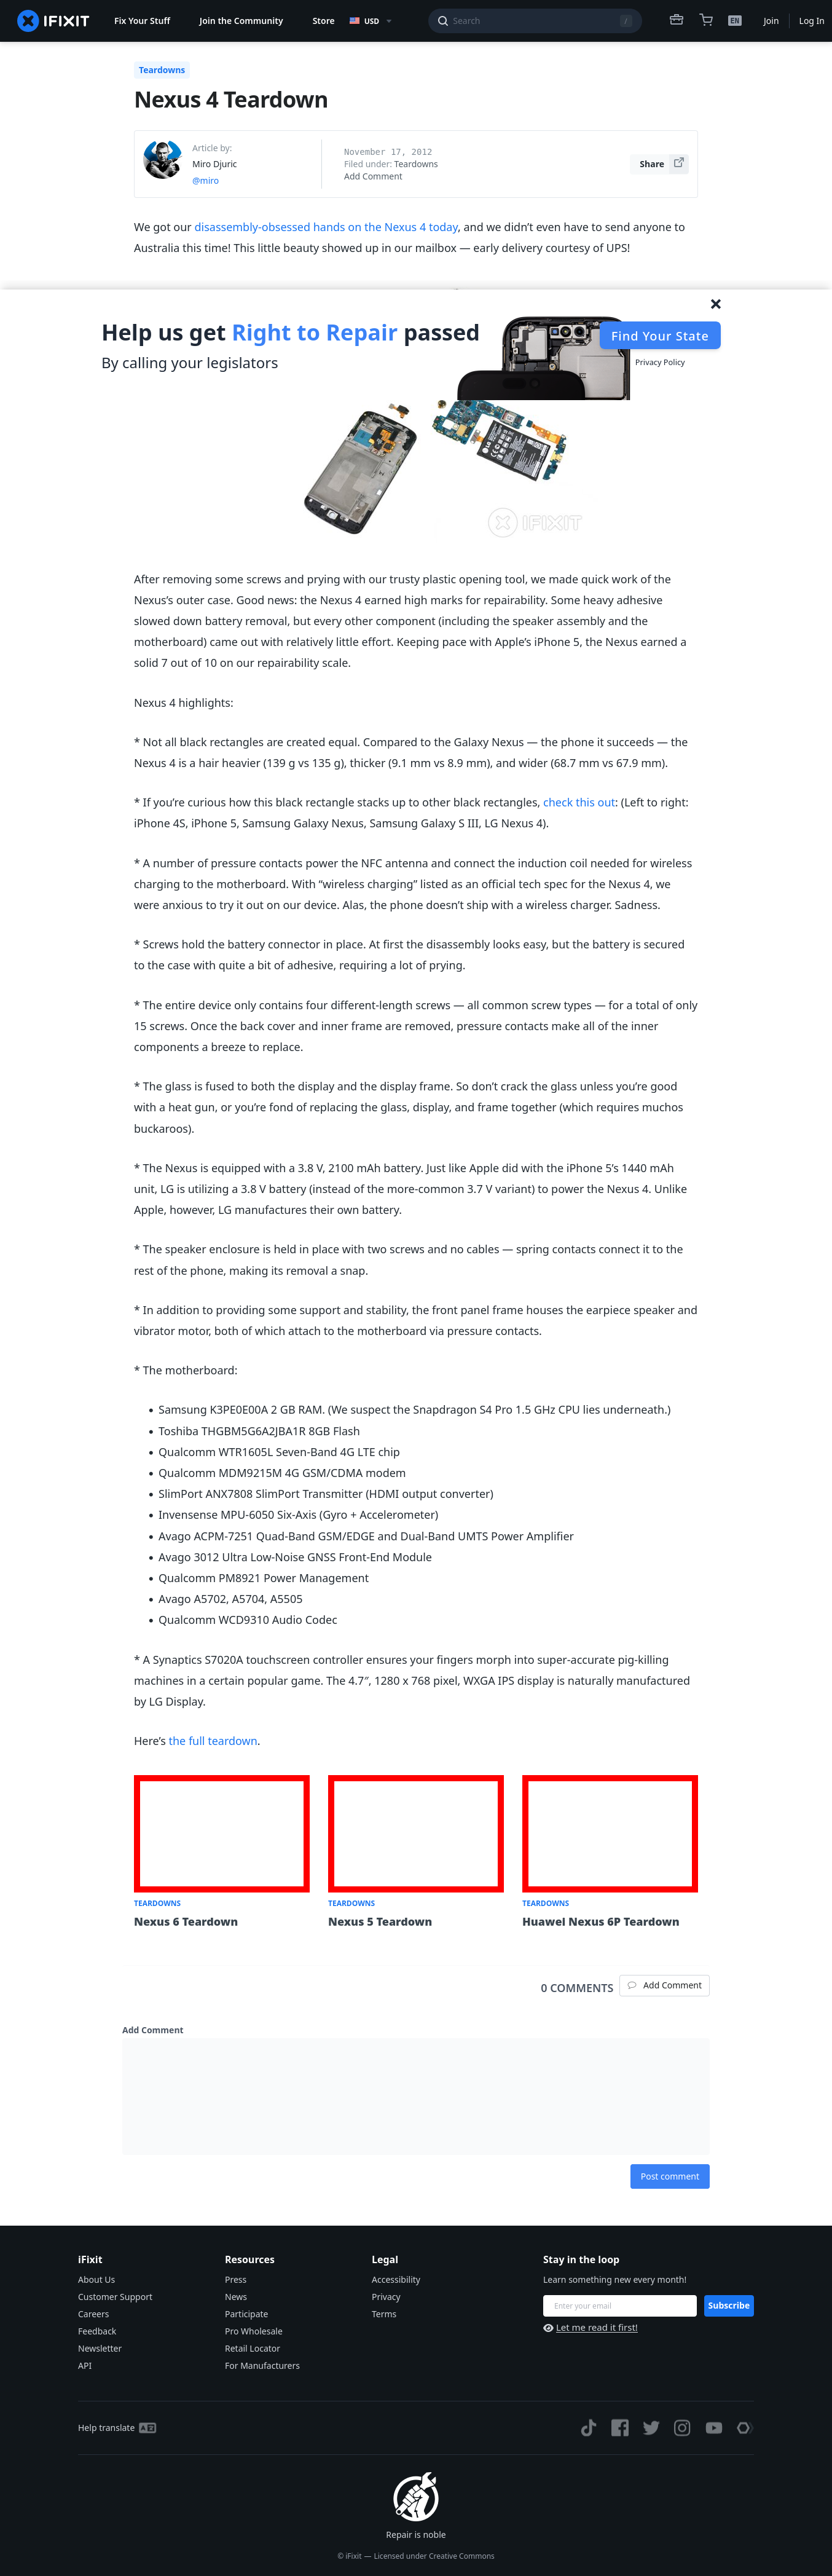 IFIXIT
Fix Your Stuff
Join the Community
Store
USD
Search
/
EN
Join
Log In
Teardowns
Nexus 4 Teardown
Article by:
Miro Djuric
@miro
November 17, 2012
Filed under: Teardowns
Add Comment
Share
We got our disassembly-obsessed hands on the Nexus 4 today, and we didn’t even have to send anyone to
Australia this time! This little beauty showed up in our mailbox — early delivery courtesy of UPS!
Help us get Right to Repair passed
By calling your legislators
Find Your State
Privacy Policy
LG
IFIXIT
After removing some screws and prying with our trusty plastic opening tool, we made quick work of the
Nexus’s outer case. Good news: the Nexus 4 earned high marks for repairability. Some heavy adhesive
slowed down battery removal, but every other component (including the speaker assembly and the
motherboard) came out with relatively little effort. Keeping pace with Apple’s iPhone 5, the Nexus earned a
solid 7 out of 10 on our repairability scale.
Nexus 4 highlights:
* Not all black rectangles are created equal. Compared to the Galaxy Nexus — the phone it succeeds — the
Nexus 4 is a hair heavier (139 g vs 135 g), thicker (9.1 mm vs 8.9 mm), and wider (68.7 mm vs 67.9 mm).
* If you’re curious how this black rectangle stacks up to other black rectangles, check this out: (Left to right:
iPhone 4S, iPhone 5, Samsung Galaxy Nexus, Samsung Galaxy S III, LG Nexus 4).
* A number of pressure contacts power the NFC antenna and connect the induction coil needed for wireless
charging to the motherboard. With “wireless charging” listed as an official tech spec for the Nexus 4, we
were anxious to try it out on our device. Alas, the phone doesn’t ship with a wireless charger. Sadness.
* Screws hold the battery connector in place. At first the disassembly looks easy, but the battery is secured
to the case with quite a bit of adhesive, requiring a lot of prying.
* The entire device only contains four different-length screws — all common screw types — for a total of only
15 screws. Once the back cover and inner frame are removed, pressure contacts make all of the inner
components a breeze to replace.
* The glass is fused to both the display and the display frame. So don’t crack the glass unless you’re good
with a heat gun, or you’re fond of replacing the glass, display, and frame together (which requires muchos
buckaroos).
* The Nexus is equipped with a 3.8 V, 2100 mAh battery. Just like Apple did with the iPhone 5’s 1440 mAh
unit, LG is utilizing a 3.8 V battery (instead of the more-common 3.7 V variant) to power the Nexus 4. Unlike
Apple, however, LG manufactures their own battery.
* The speaker enclosure is held in place with two screws and no cables — spring contacts connect it to the
rest of the phone, making its removal a snap.
* In addition to providing some support and stability, the front panel frame houses the earpiece speaker and
vibrator motor, both of which attach to the motherboard via pressure contacts.
* The motherboard:
• Samsung K3PE0E00A 2 GB RAM. (We suspect the Snapdragon S4 Pro 1.5 GHz CPU lies underneath.)
• Toshiba THGBM5G6A2JBA1R 8GB Flash
• Qualcomm WTR1605L Seven-Band 4G LTE chip
• Qualcomm MDM9215M 4G GSM/CDMA modem
• SlimPort ANX7808 SlimPort Transmitter (HDMI output converter)
• Invensense MPU-6050 Six-Axis (Gyro + Accelerometer)
• Avago ACPM-7251 Quad-Band GSM/EDGE and Dual-Band UMTS Power Amplifier
• Avago 3012 Ultra Low-Noise GNSS Front-End Module
• Qualcomm PM8921 Power Management
• Avago A5702, A5704, A5505
• Qualcomm WCD9310 Audio Codec
* A Synaptics S7020A touchscreen controller ensures your fingers morph into super-accurate pig-killing
machines in a certain popular game. The 4.7″, 1280 x 768 pixel, WXGA IPS display is naturally manufactured
by LG Display.
Here’s the full teardown.
TEARDOWNS
Nexus 6 Teardown
TEARDOWNS
Nexus 5 Teardown
TEARDOWNS
Huawei Nexus 6P Teardown
0 COMMENTS
Add Comment
Add Comment
Post comment
iFixit
About Us
Customer Support
Careers
Feedback
Newsletter
API
Resources
Press
News
Participate
Pro Wholesale
Retail Locator
For Manufacturers
Legal
Accessibility
Privacy
Terms
Stay in the loop
Learn something new every month!
Enter your email
Subscribe
Let me read it first!
Help translate
Repair is noble
© iFixit — Licensed under Creative Commons